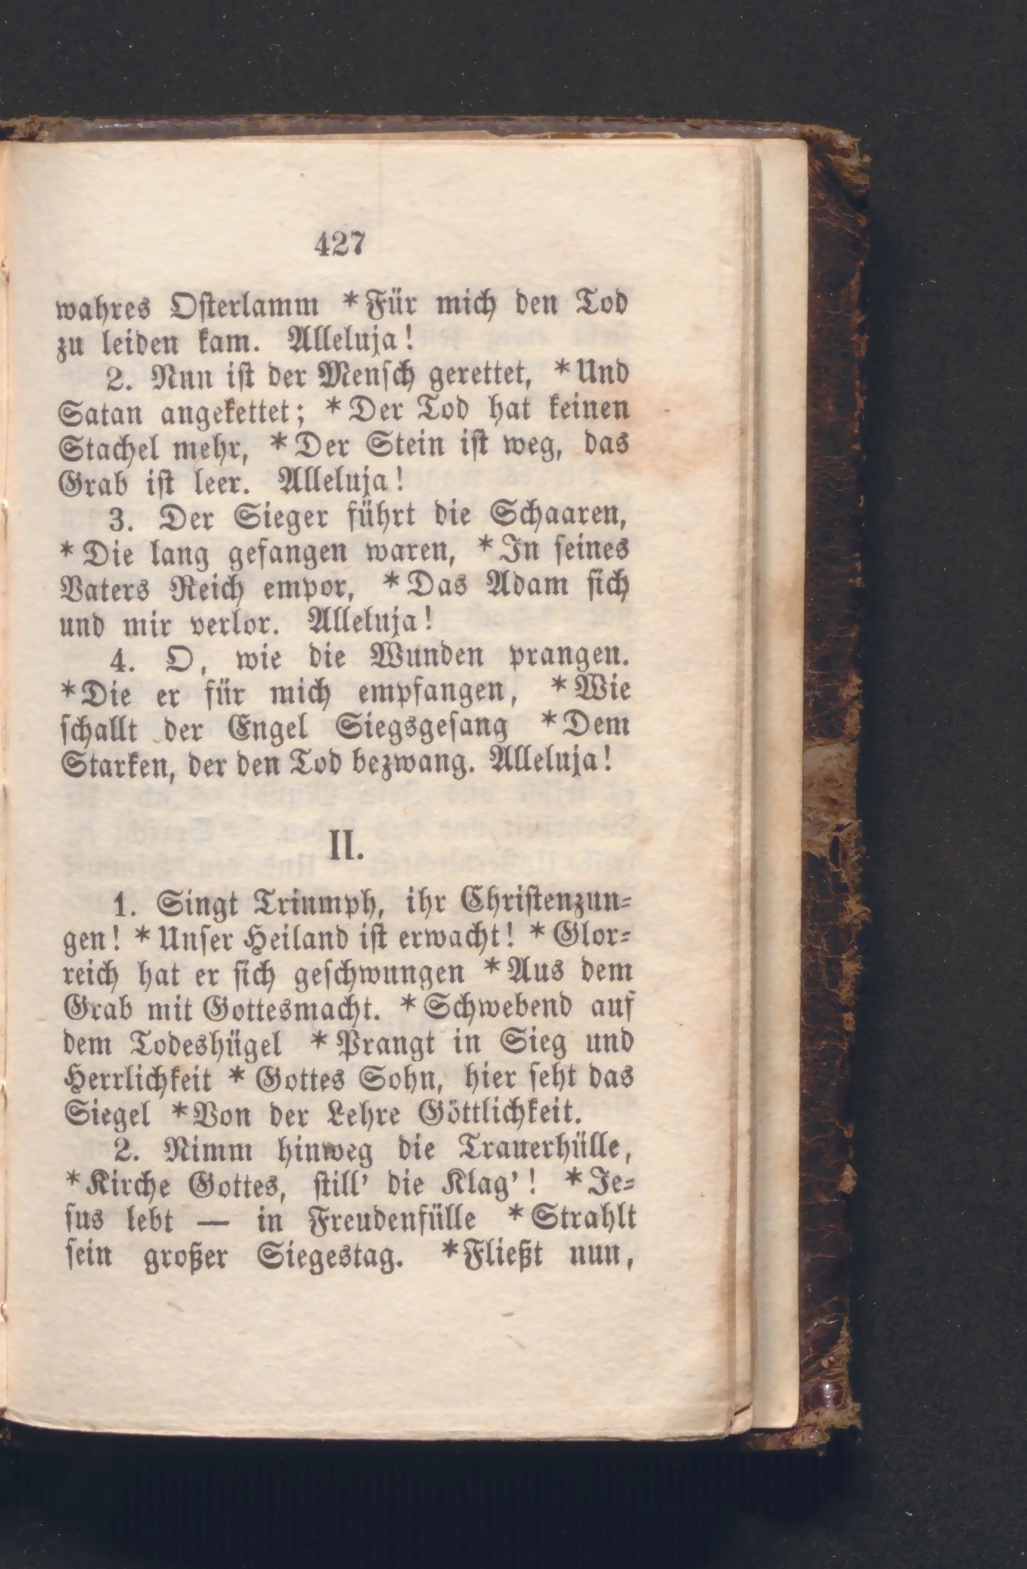 427
wahres Osterlamm *Für mich den Tod
zu leiden kam. Alleluja!
2. Nun ist der Mensch gerettet, *Und
Satan angekettet; *Der Tod hat keinen
Stachel mehr, *Der Stein ist weg, das
Grab ist leer. Alleluja!
3. Der Sieger führt die Schaaren,
*Die lang gefangen waren, *In seines
Vaters Reich empor, *Das Adam sich
und mir verlor. Alleluja!
4. O, wie die Wunden prangen.
*Die er für mich empfangen, *Wie
schallt der Engel Siegsgesang *Dem
Starken, der den Tod bezwang. Alleluja!
II.
1. Singt Triumph, ihr Christenzun-
gen! *Unser Heiland ist erwacht! *Glor-
reich hat er sich geschwungen *Aus dem
Grab mit Gottesmacht. *Schwebend auf
dem Todeshügel *Prangt in Sieg und
Herrlichkeit * Gottes Sohn, hier seht das
Siegel *Von der Lehre Göttlichkeit.
2. Nimm hinweg die Trauerhülle,
*Kirche Gottes, still' die Klag'! *Je-
sus lebt — in Freudenfülle *Strahlt
sein großer Siegestag. *Fließt nun,